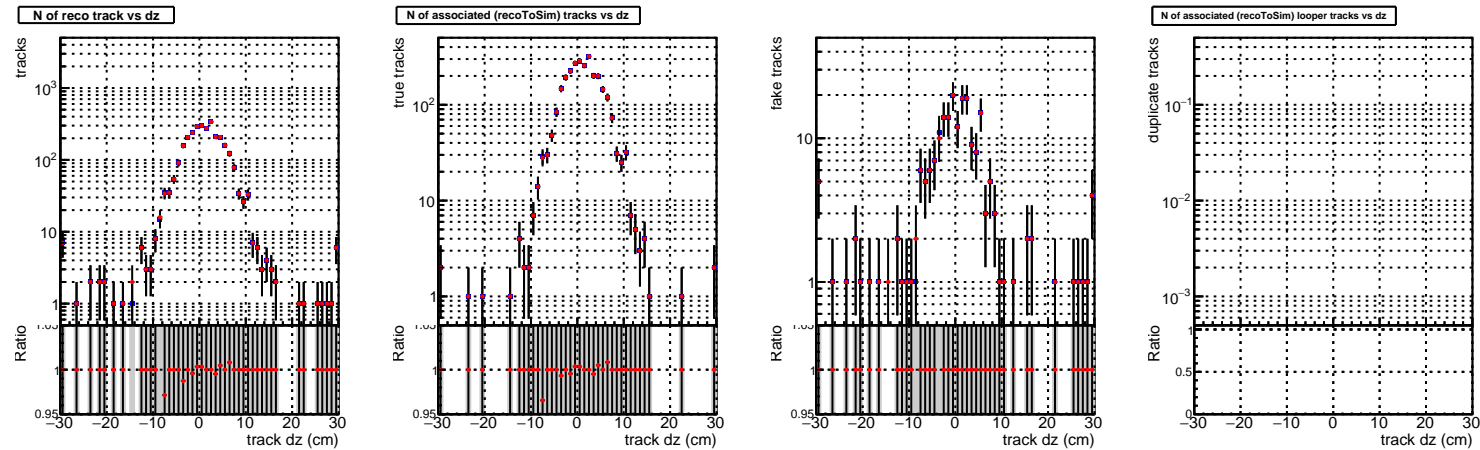 N of reco track vs dz
tracks
10³
10²
10
1
Ratio
1.05
1
0.95
−30 −20 −10 0 10 20 30
track dz (cm)
N of associated (recoToSim) tracks vs dz
true tracks
10²
10
1
Ratio
1.05
1
0.95
−30 −20 −10 0 10 20 30
track dz (cm)
fake tracks
10
1
Ratio
1.05
1
0.95
−30 −20 −10 0 10 20 30
track dz (cm)
N of associated (recoToSim) looper tracks vs dz
duplicate tracks
10⁻¹
10⁻²
10⁻³
Ratio
1
0.5
0
−30 −20 −10 0 10 20 30
track dz (cm)